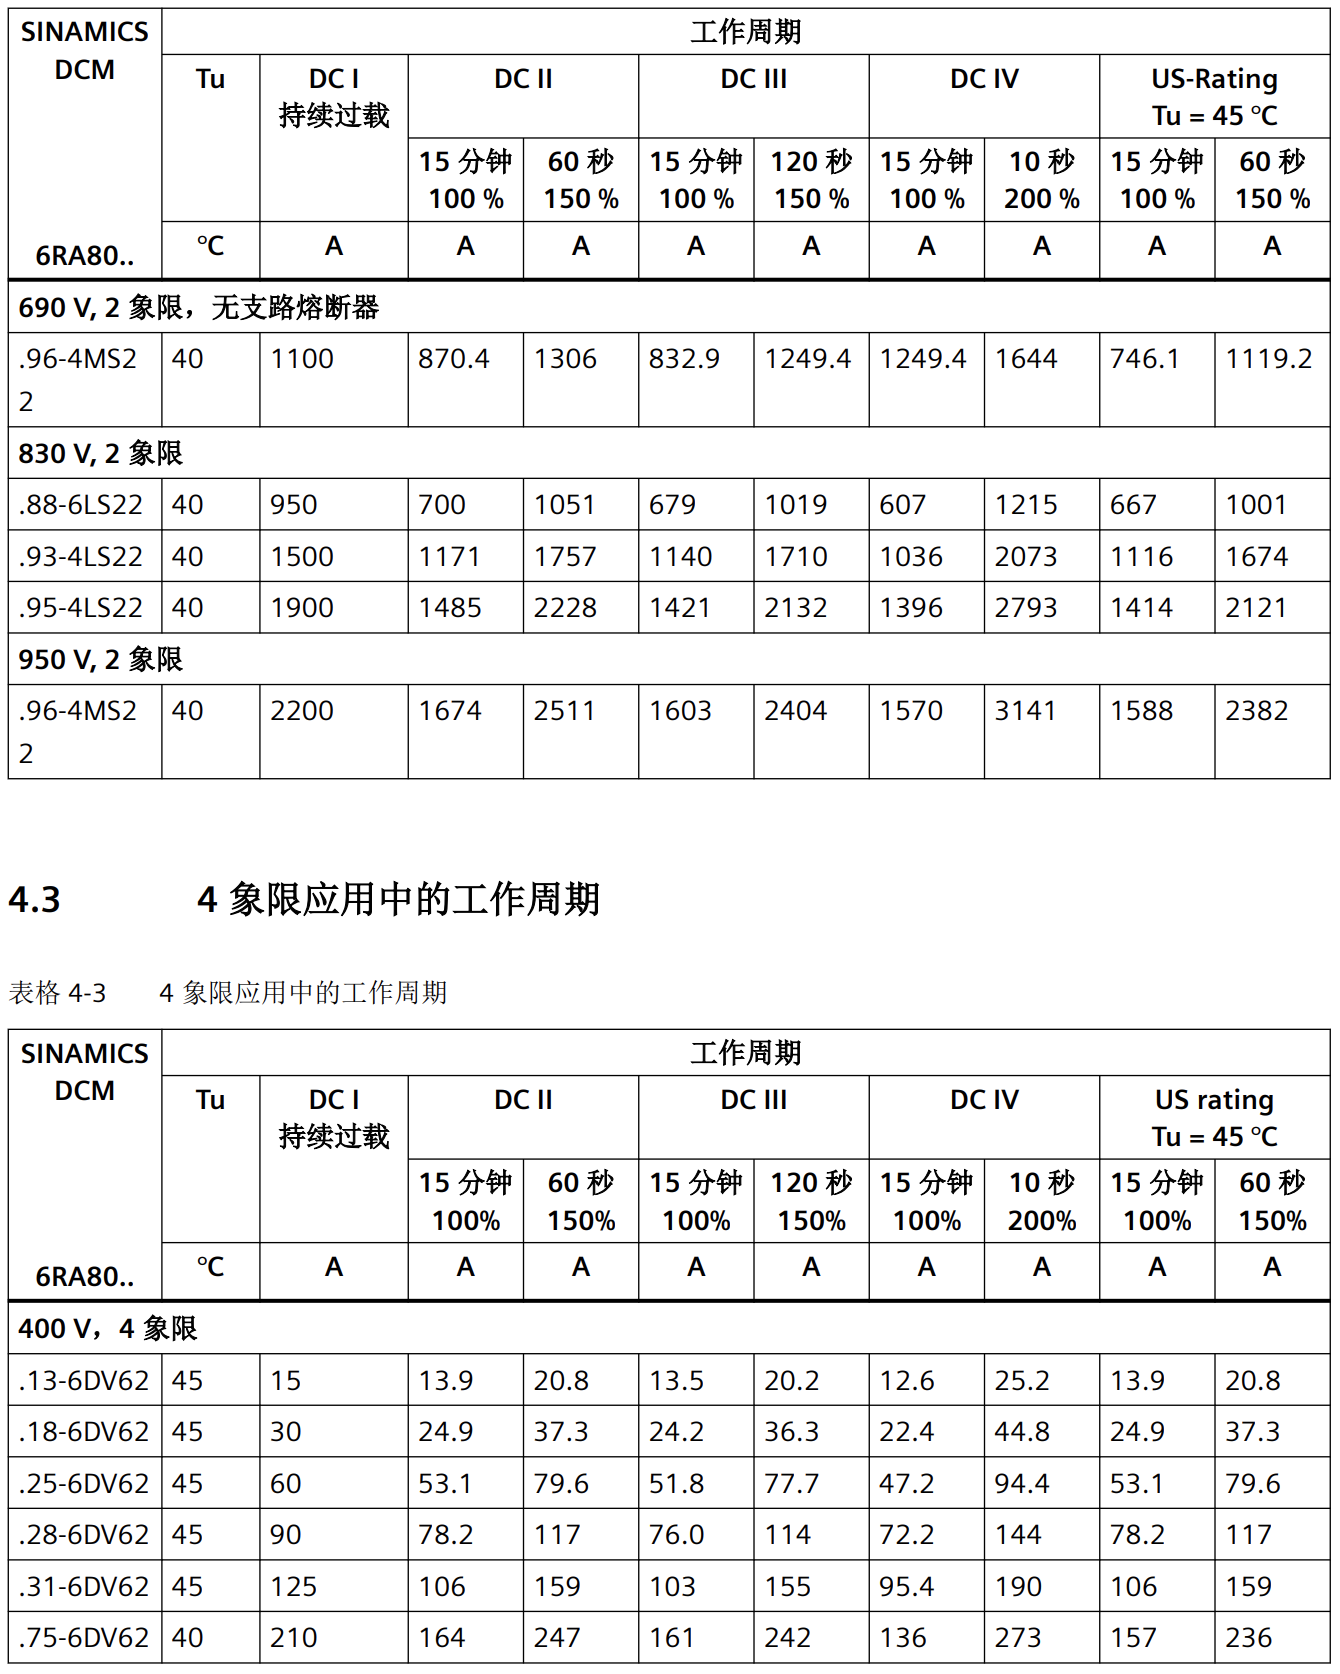 SINAMICS DCM 6RA80.. 工作周期
Tu DC I 持续过载 DC II DC III DC IV US-Rating Tu = 45 °C
15 分钟 100 % 60 秒 150 % 15 分钟 100 % 120 秒 150 % 15 分钟 100 % 10 秒 200 % 15 分钟 100 % 60 秒 150 %
°C A A A A A A A A A
690 V, 2 象限，无支路熔断器
.96-4MS22 40 1100 870.4 1306 832.9 1249.4 1249.4 1644 746.1 1119.2
830 V, 2 象限
.88-6LS22 40 950 700 1051 679 1019 607 1215 667 1001
.93-4LS22 40 1500 1171 1757 1140 1710 1036 2073 1116 1674
.95-4LS22 40 1900 1485 2228 1421 2132 1396 2793 1414 2121
950 V, 2 象限
.96-4MS22 40 2200 1674 2511 1603 2404 1570 3141 1588 2382
4.3 4 象限应用中的工作周期
表格 4-3 4 象限应用中的工作周期
SINAMICS DCM 6RA80.. 工作周期
Tu DC I 持续过载 DC II DC III DC IV US rating Tu = 45 °C
15 分钟 100% 60 秒 150% 15 分钟 100% 120 秒 150% 15 分钟 100% 10 秒 200% 15 分钟 100% 60 秒 150%
°C A A A A A A A A A
400 V，4 象限
.13-6DV62 45 15 13.9 20.8 13.5 20.2 12.6 25.2 13.9 20.8
.18-6DV62 45 30 24.9 37.3 24.2 36.3 22.4 44.8 24.9 37.3
.25-6DV62 45 60 53.1 79.6 51.8 77.7 47.2 94.4 53.1 79.6
.28-6DV62 45 90 78.2 117 76.0 114 72.2 144 78.2 117
.31-6DV62 45 125 106 159 103 155 95.4 190 106 159
.75-6DV62 40 210 164 247 161 242 136 273 157 236